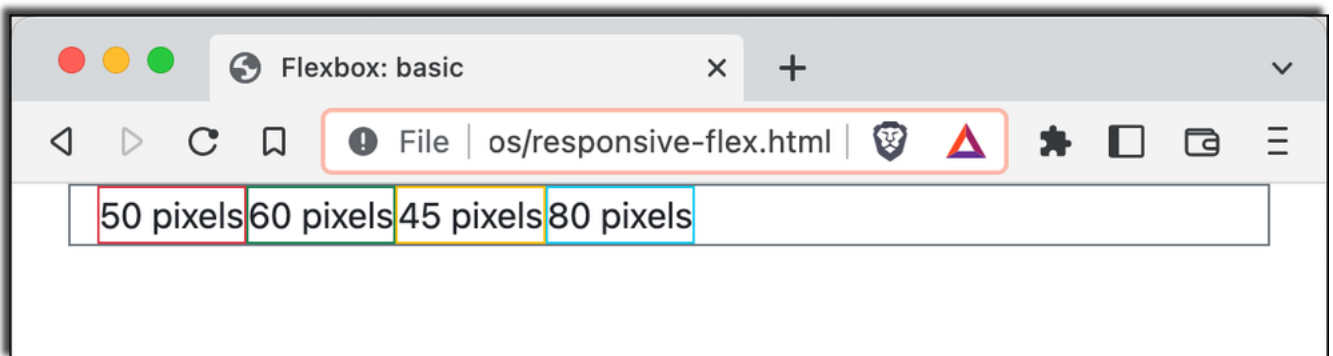 Flexbox: basic
File os/responsive-flex.html
50 pixels 60 pixels 45 pixels 80 pixels